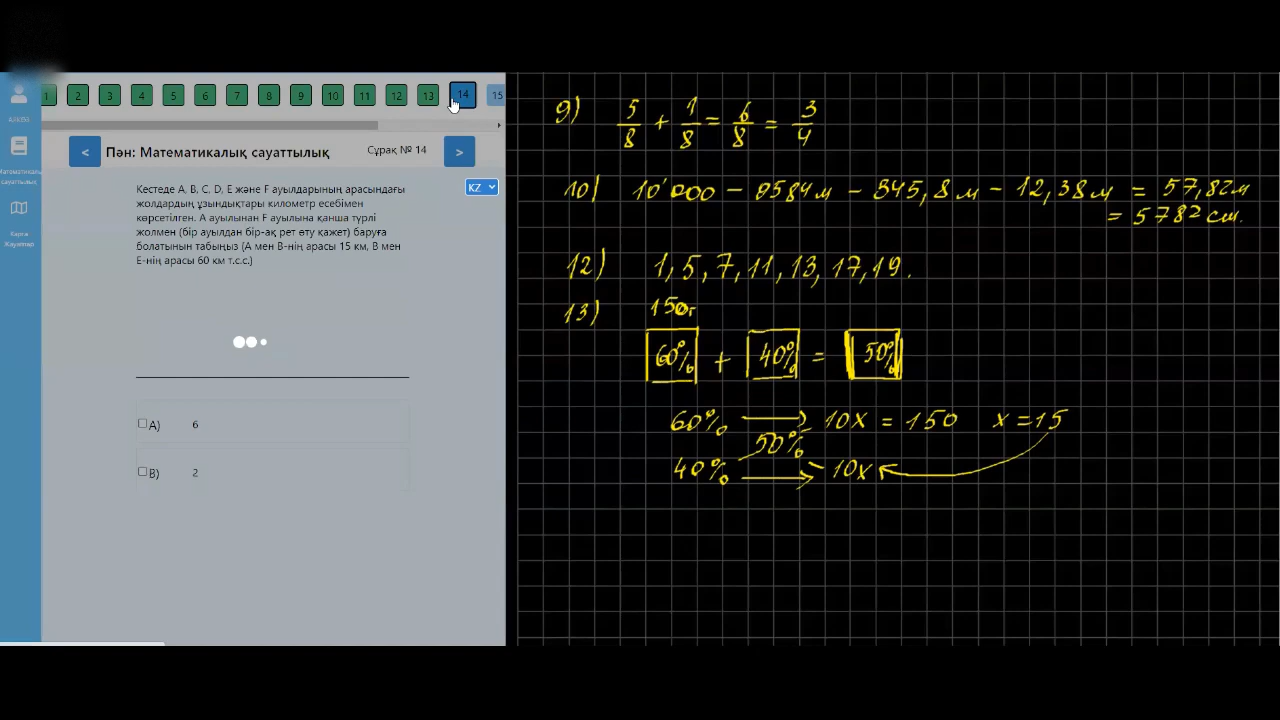 1 2 3 4 5 6 7 8 9 10 11 12 13 14 15
< Пән: Математикалық сауаттылық Сұрақ № 14 >
KZ
Кестеде A, B, C, D, E және F ауылдарының арасындағы
жолдардың ұзындықтары километр есебімен
көрсетілген. A ауылынан F ауылына қанша түрлі
жолмен (бір ауылдан бір-ақ рет өту қажет) баруға
болатынын табыңыз (A мен B-нің арасы 15 км, B мен
E-нің арасы 60 км т.с.с.)
A) 6
B) 2
9) 5/8 + 1/8 = 6/8 = 3/4
10) 10'000 - 9584м - 345,8м - 12,38м = 57,82м
= 5782 см.
12) 1, 5, 7, 11, 13, 17, 19.
13) 150г
60% + 40% = 50%
60% 10x = 150 x = 15
50%
40% 10x